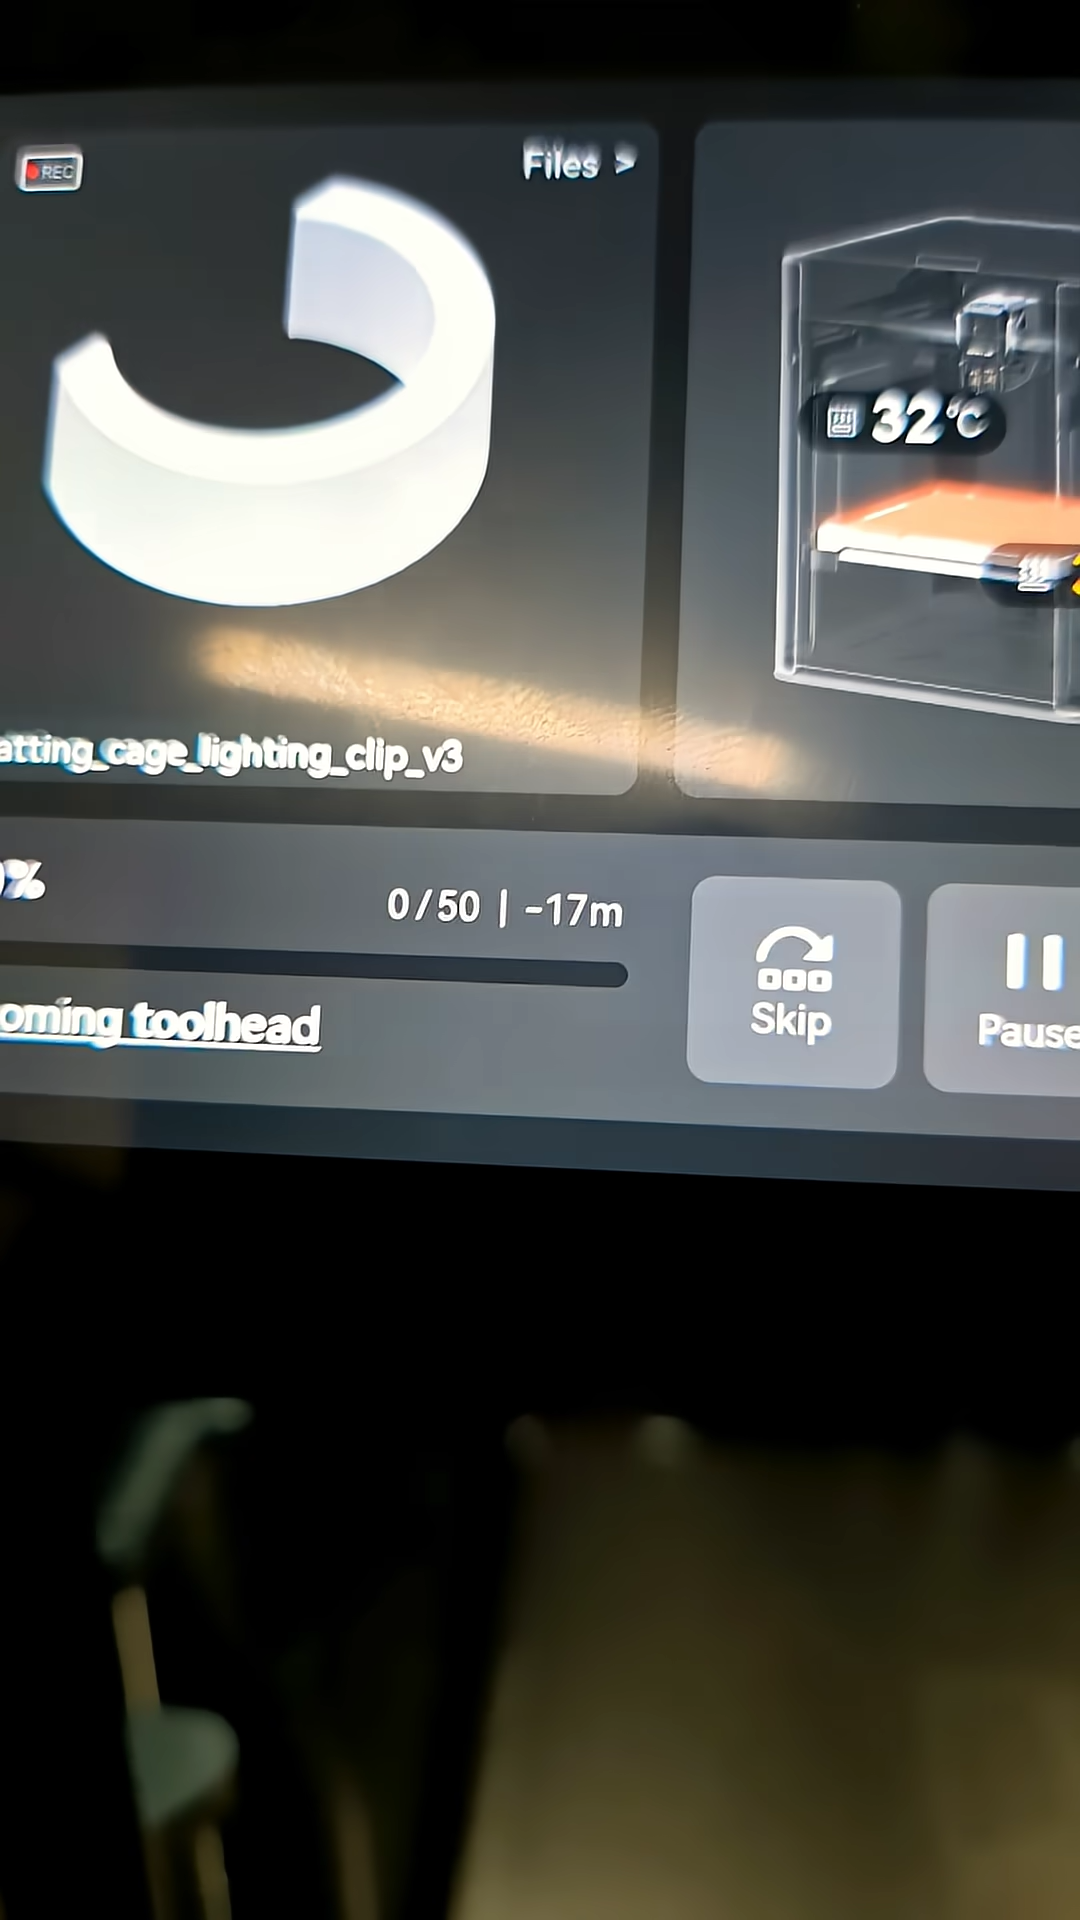 REC
Files >
32°C
atting_cage_lighting_clip_v3
0/50 | -17m
oming toolhead
Skip
Pause